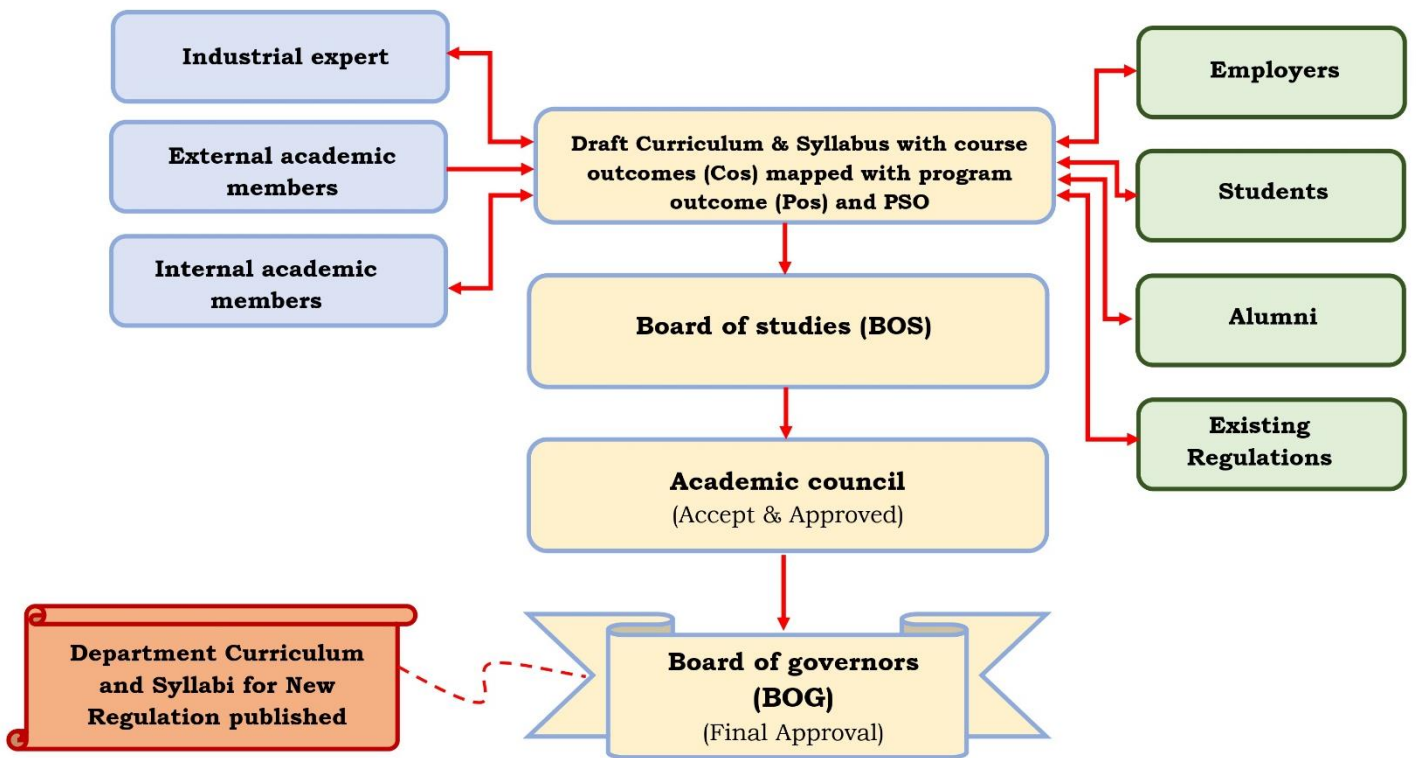 Industrial expert
External academic
members
Internal academic
members
Draft Curriculum & Syllabus with course
outcomes (Cos) mapped with program
outcome (Pos) and PSO
Employers
Students
Alumni
Existing
Regulations
Board of studies (BOS)
Academic council
(Accept & Approved)
Board of governors
(BOG)
(Final Approval)
Department Curriculum
and Syllabi for New
Regulation published